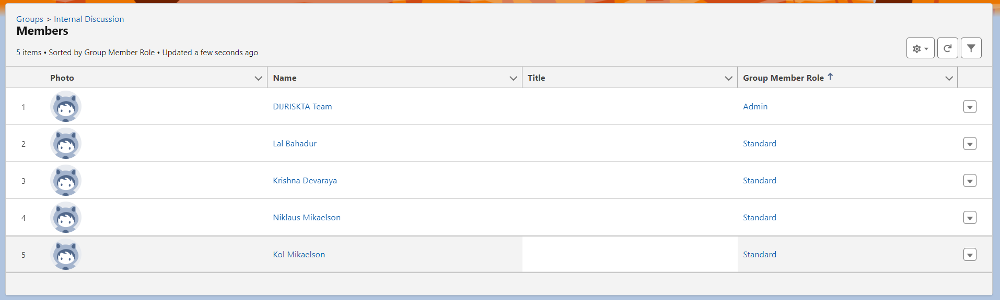 Groups > Internal Discussion
Members
5 items • Sorted by Group Member Role • Updated a few seconds ago
Photo Name Title Group Member Role
1 DIJRISKTA Team Admin
2 Lal Bahadur Standard
3 Krishna Devaraya Standard
4 Niklaus Mikaelson Standard
5 Kol Mikaelson Standard